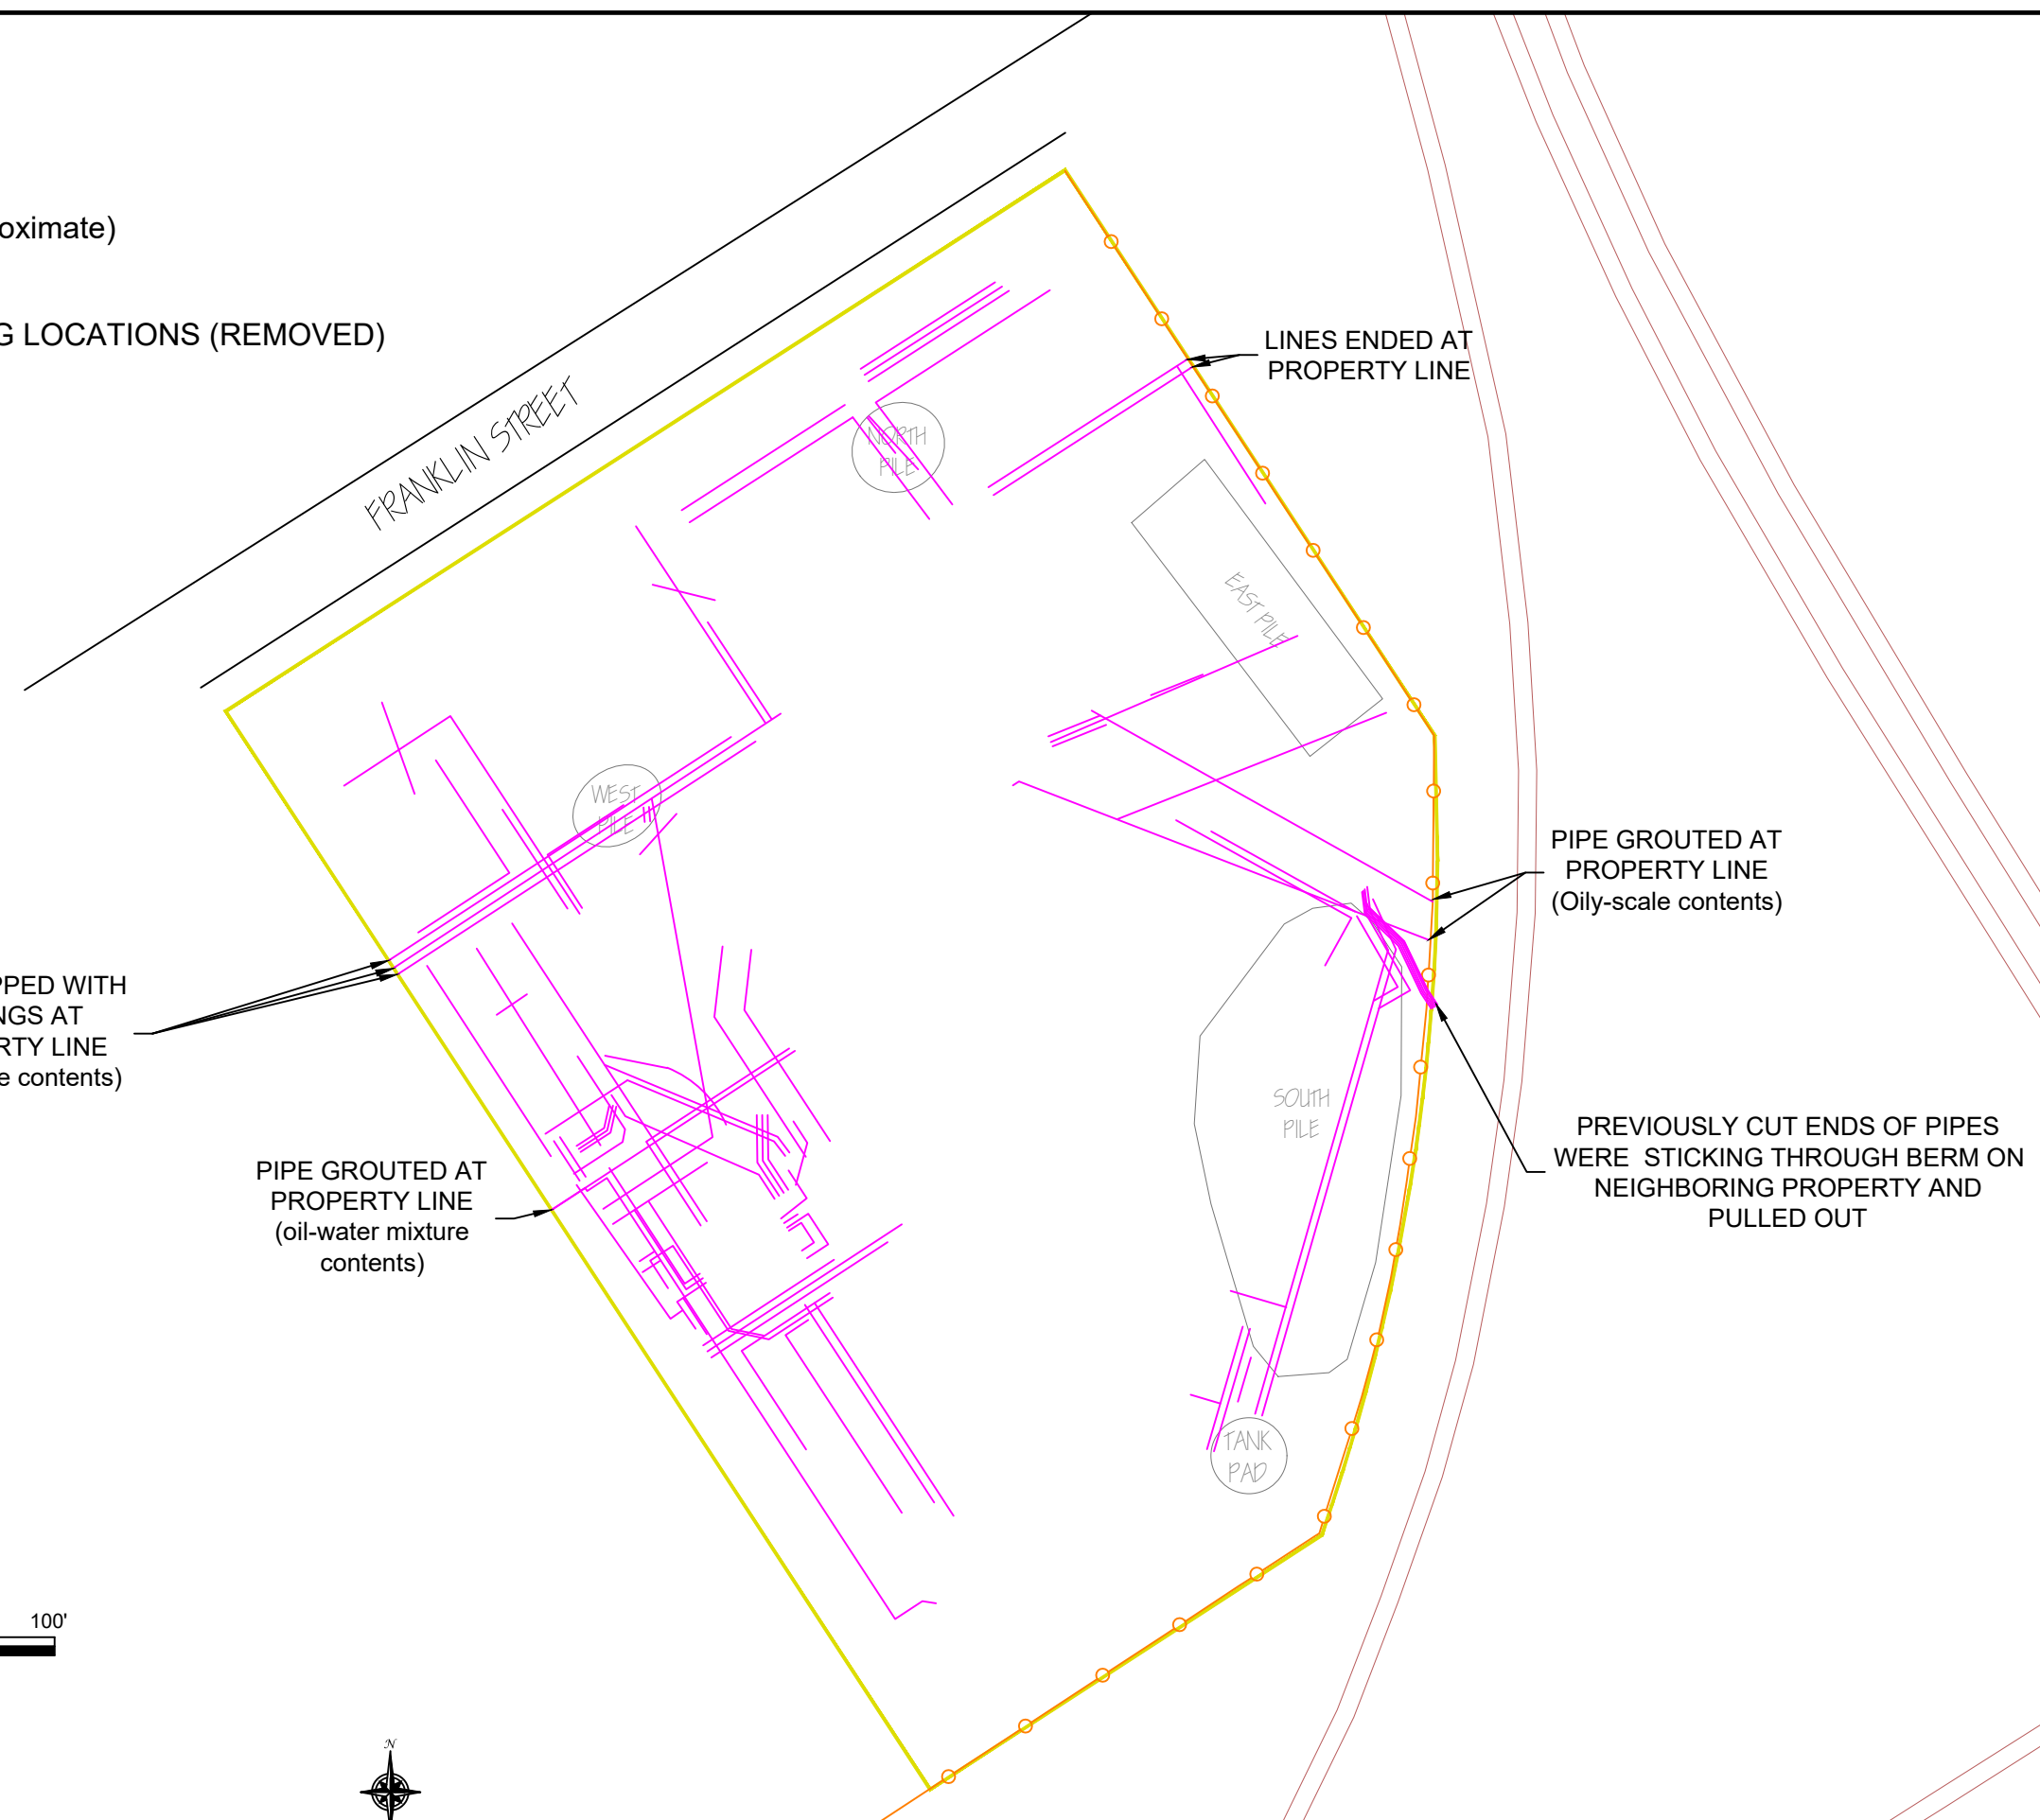 oximate)
G LOCATIONS (REMOVED)
FRANKLIN STREET
LINES ENDED AT
PROPERTY LINE
NORTH
PILE
EAST PILE
WEST
PILE
PIPE GROUTED AT
PROPERTY LINE
(Oily-scale contents)
PPED WITH
NGS AT
RTY LINE
e contents)
SOUTH
PILE
PREVIOUSLY CUT ENDS OF PIPES
WERE STICKING THROUGH BERM ON
NEIGHBORING PROPERTY AND
PULLED OUT
PIPE GROUTED AT
PROPERTY LINE
(oil-water mixture
contents)
TANK
PAD
100'
N